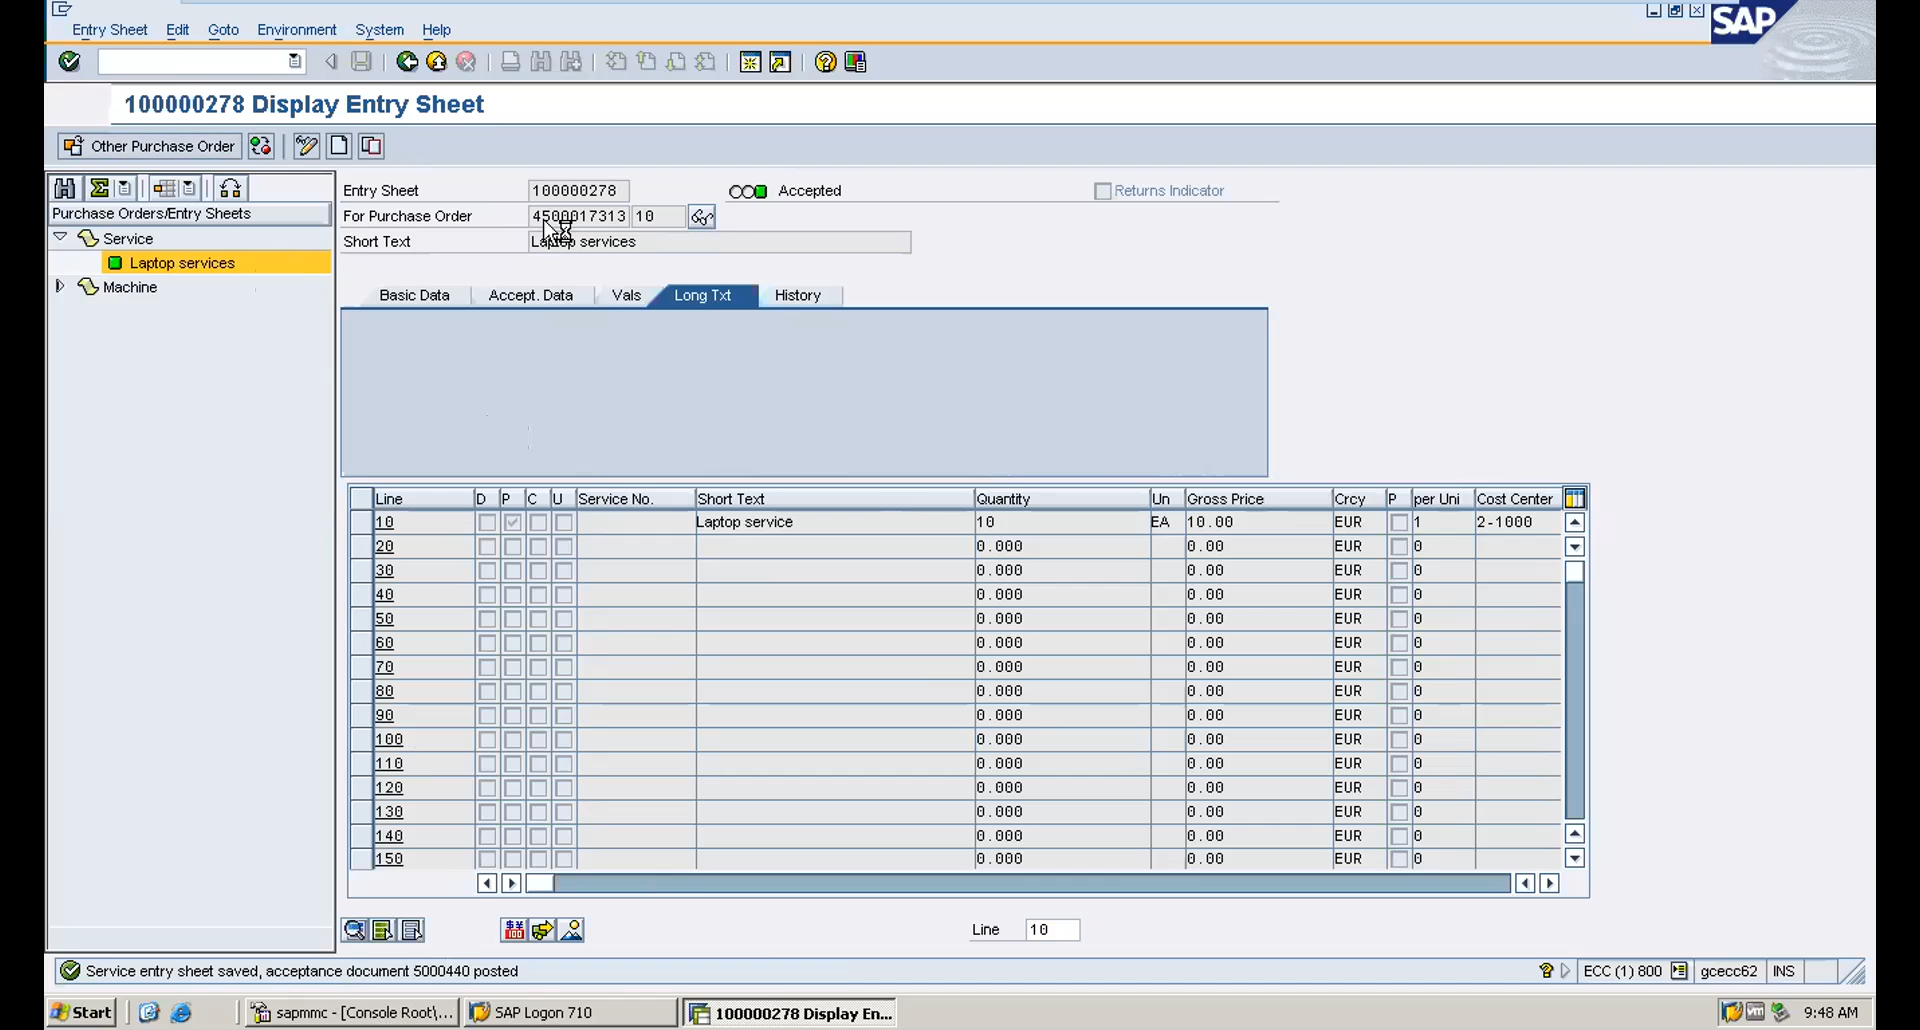 Entry Sheet Edit Goto Environment System Help
SAP
100000278 Display Entry Sheet
Other Purchase Order
Purchase Orders/Entry Sheets
Service
Laptop services
Machine
Entry Sheet 100000278 Accepted Returns Indicator
For Purchase Order 4500017313 10
Short Text Laptop services
Basic Data Accept. Data Vals Long Txt History
Line D P C U Service No. Short Text Quantity Un Gross Price Crcy P per Uni Cost Center
10 Laptop service 10 EA 10.00 EUR 1 2-1000
20 0.000 0.00 EUR 0
30 0.000 0.00 EUR 0
40 0.000 0.00 EUR 0
50 0.000 0.00 EUR 0
60 0.000 0.00 EUR 0
70 0.000 0.00 EUR 0
80 0.000 0.00 EUR 0
90 0.000 0.00 EUR 0
100 0.000 0.00 EUR 0
110 0.000 0.00 EUR 0
120 0.000 0.00 EUR 0
130 0.000 0.00 EUR 0
140 0.000 0.00 EUR 0
150 0.000 0.00 EUR 0
Line 10
Service entry sheet saved, acceptance document 5000440 posted
ECC (1) 800 gcecc62 INS
Start sapmmc - [Console Root\... SAP Logon 710 100000278 Display En... 9:48 AM